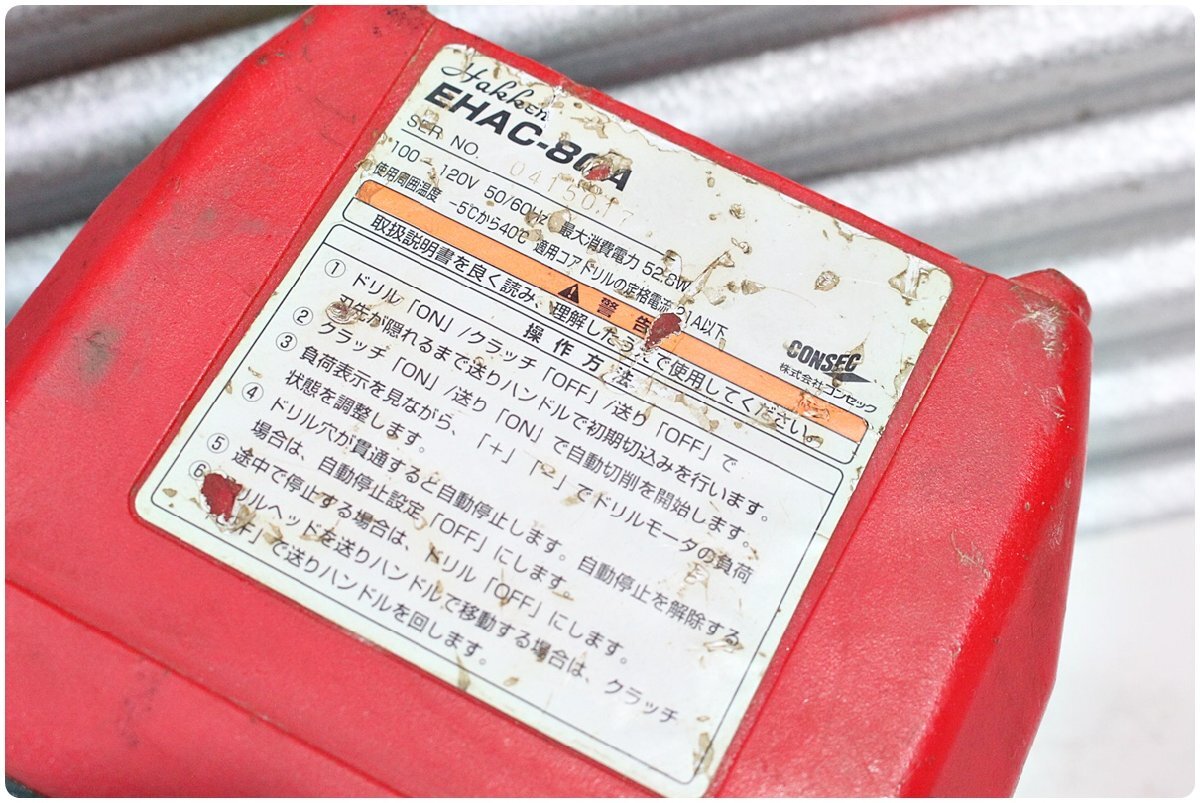 Hakken
EHAC-80A
SER. NO. 0415017
100－120V 50/60Hz 最大消費電力 52.8W
使用周囲温度 －5℃から40℃ 適用コアドリルの定格電流 21A以下
警告
取扱説明書を良く読み、理解したうえで使用してください。
CONSEC
株式会社コンセック
操作方法
① ドリル「ON」/クラッチ「OFF」/送り「OFF」で
刃先が隠れるまで送りハンドルで初期切込みを行います。
② クラッチ「ON」/送り「ON」で自動切削を開始します。
③ 負荷表示を見ながら、「＋」「－」でドリルモータの負荷
状態を調整します。
④ ドリル穴が貫通すると自動停止します。自動停止を解除する
場合は、自動停止設定「OFF」にします。
⑤ 途中で停止する場合は、ドリル「OFF」にします。
⑥ ドリルヘッドを送りハンドルで移動する場合は、クラッチ
で送りハンドルを回します。